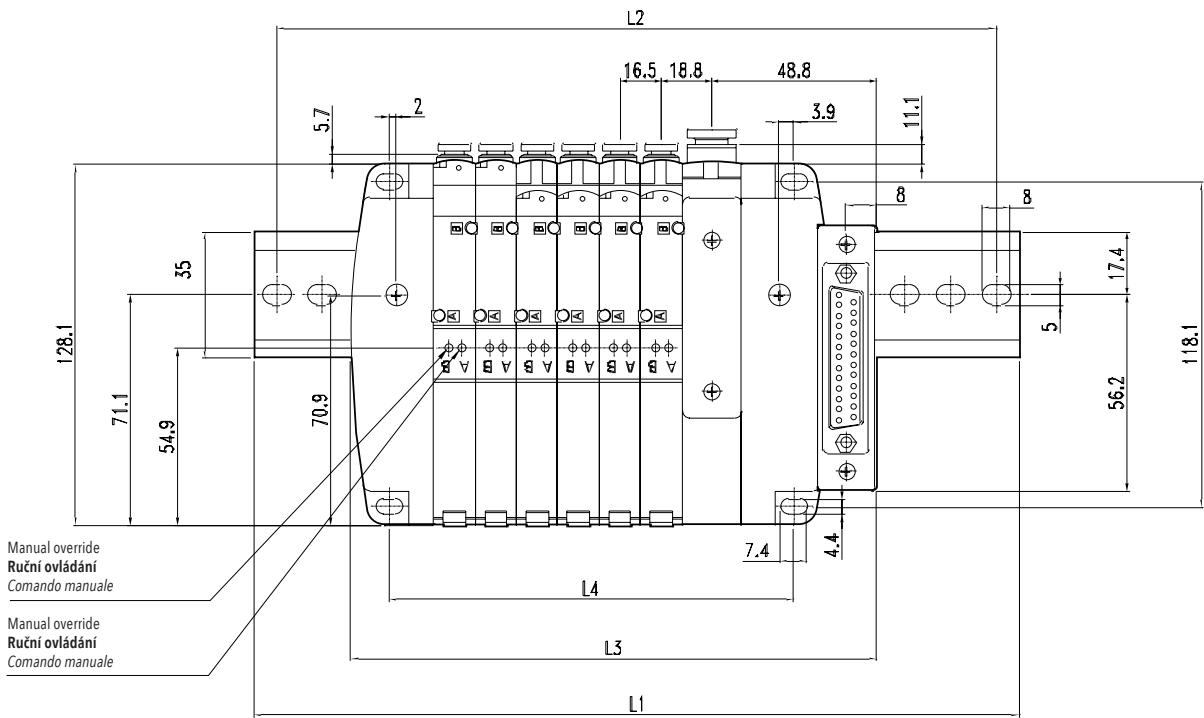 L2
16.5
18.8
48.8
5.7
2
3.9
11.1
8
8
35
B
B
B
B
B
B
17.4
128.1
71.1
54.9
70.9
A
A
A
A
A
A
5
118.1
56.2
B A
B A
B A
B A
B A
B A
7.4
4.4
Manual override
Ruční ovládání
Comando manuale
L4
Manual override
Ruční ovládání
Comando manuale
L3
L1